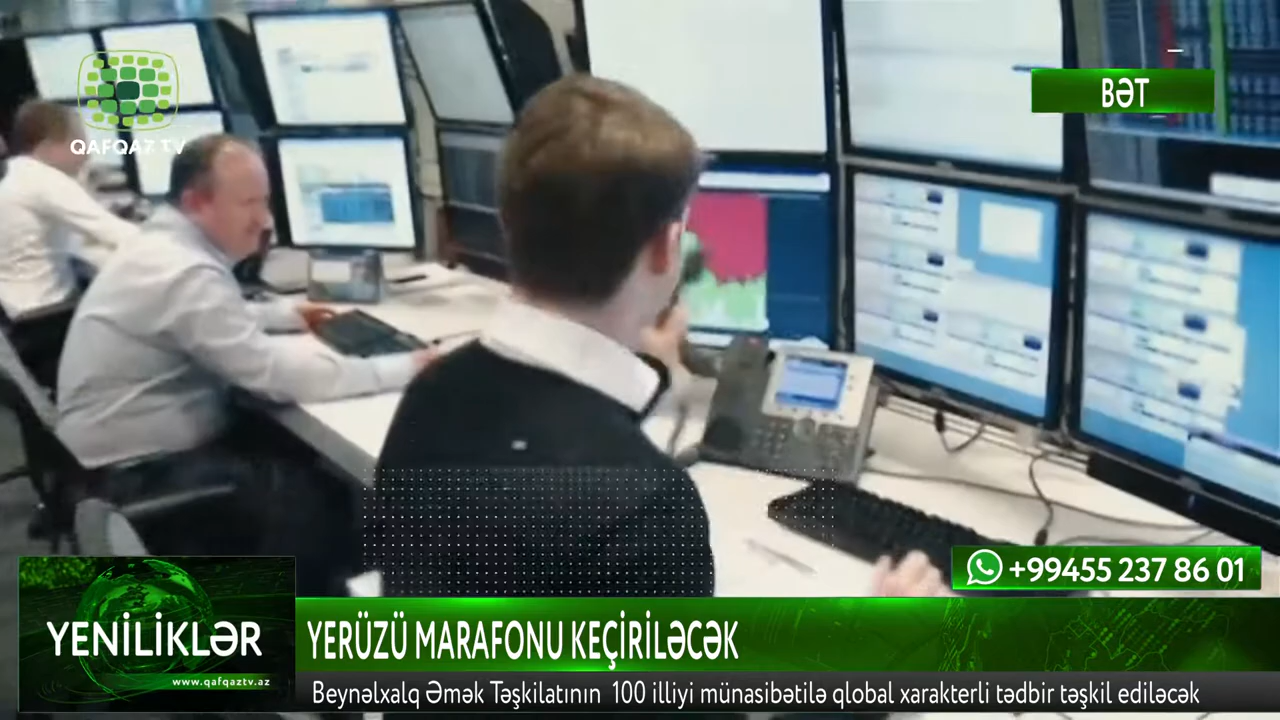 QAFQAZ TV
BƏT
+99455 237 86 01
YENİLİKLƏR
www.qafqaztv.az
YERÜZÜ MARAFONU KEÇİRİLƏCƏK
Beynəlxalq Əmək Təşkilatının 100 illiyi münasibətilə qlobal xarakterli tədbir təşkil ediləcək